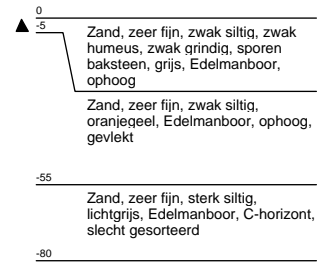 0
-5
Zand, zeer fijn, zwak siltig, zwak
humeus, zwak grindig, sporen
baksteen, grijs, Edelmanboor,
ophoog
Zand, zeer fijn, zwak siltig,
oranjegeel, Edelmanboor, ophoog,
gevlekt
-55
Zand, zeer fijn, sterk siltig,
lichtgrijs, Edelmanboor, C-horizont,
slecht gesorteerd
-80